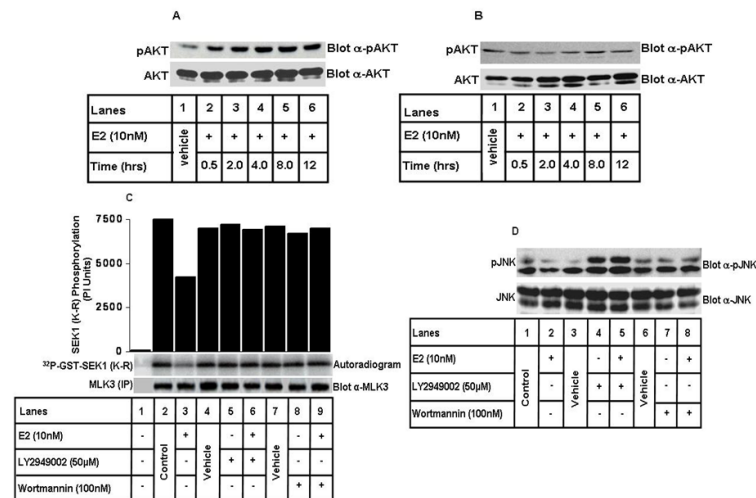 A
pAKT Blot α-pAKT
AKT Blot α-AKT
Lanes 1 2 3 4 5 6
E2 (10nM) vehicle + + + + +
Time (hrs) 0.5 2.0 4.0 8.0 12
B
pAKT Blot α-pAKT
AKT Blot α-AKT
Lanes 1 2 3 4 5 6
E2 (10nM) vehicle + + + + +
Time (hrs) 0.5 2.0 4.0 8.0 12
C
SEK1 (K-R) Phosphorylation
(PI Units)
7500
5000
2500
0
³²P-GST-SEK1 (K-R) Autoradiogram
MLK3 (IP) Blot α-MLK3
Lanes 1 2 3 4 5 6 7 8 9
E2 (10nM) - Control + Vehicle - + Vehicle - +
LY2949002 (50µM) - - + + - -
Wortmannin (100nM) - - - - + +
D
pJNK Blot α-pJNK
JNK Blot α-JNK
Lanes 1 2 3 4 5 6 7 8
E2 (10nM) Control + Vehicle - + Vehicle - +
LY2949002 (50µM) - + + - -
Wortmannin (100nM) - - - + +